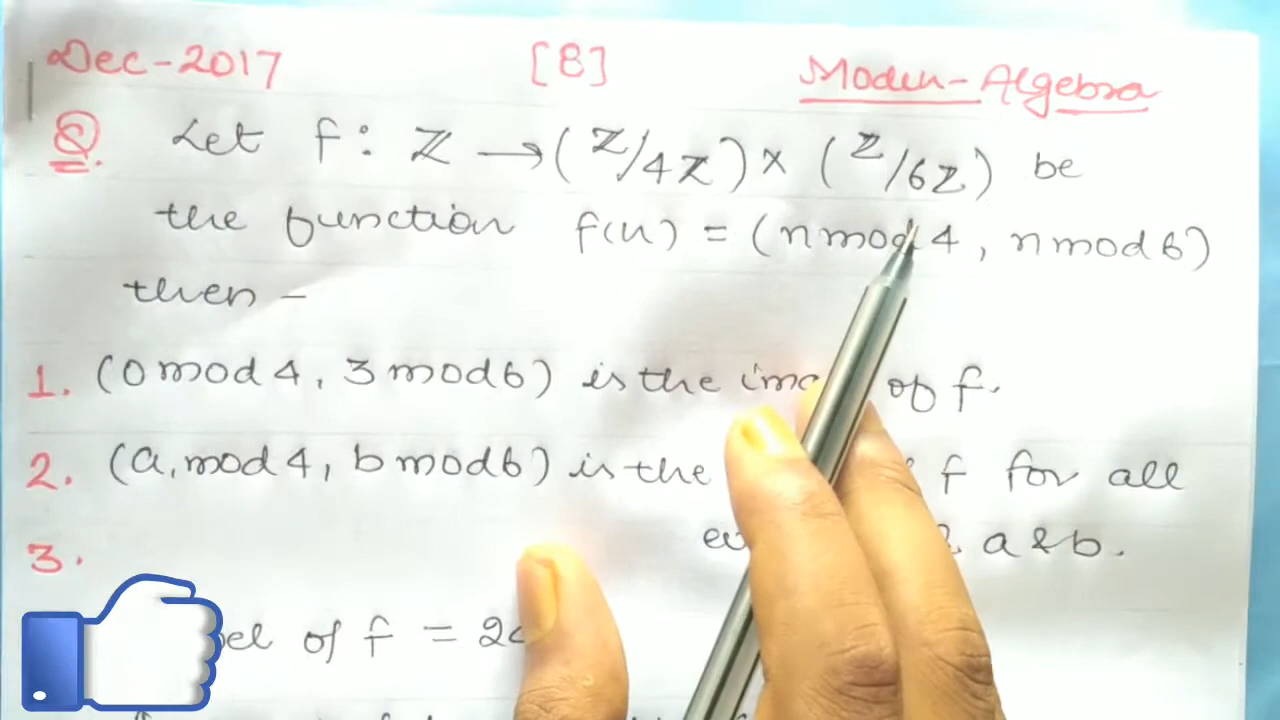 Dec-2017 [8] Moden-Algebra
Q. Let f: Z → (Z/4Z) × (Z/6Z) be
the function f(n) = (n mod 4, n mod 6)
then -
1. (0 mod 4, 3 mod 6) is the of f.
2. (a, mod 4, b mod 6) is the f for all
a & b.
3.
of f =